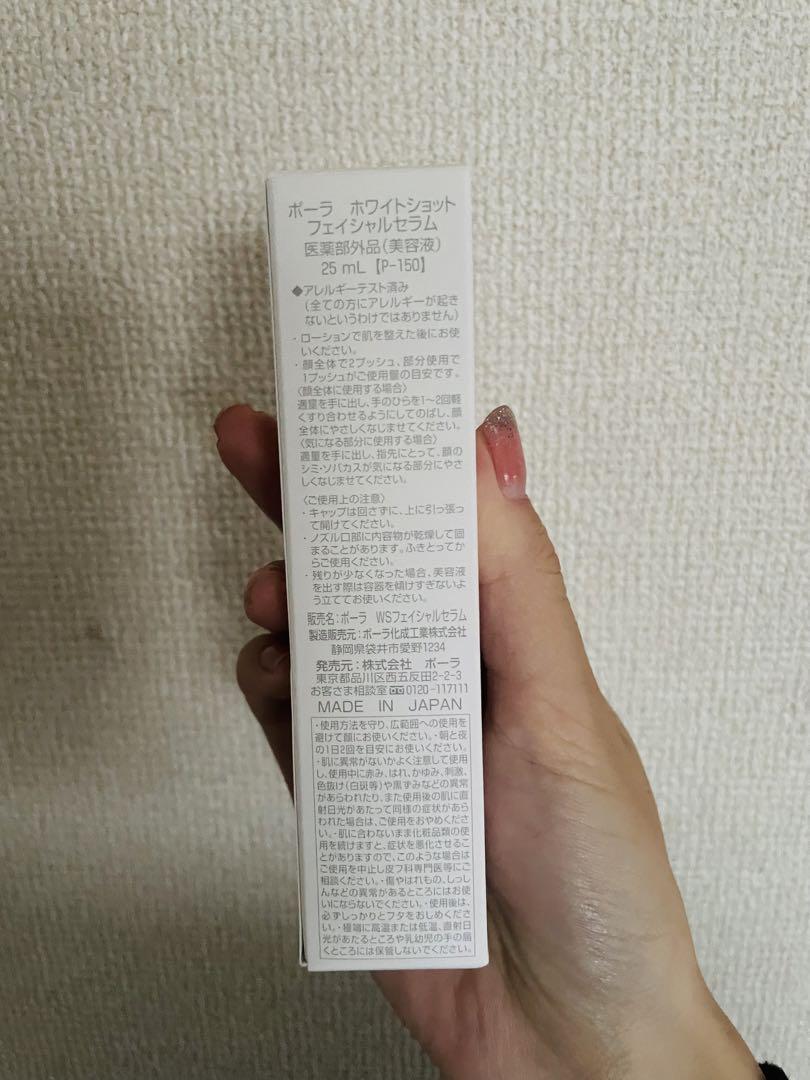 ポーラ ホワイトショット
フェイシャルセラム
医薬部外品(美容液)
25 mL【P-150】
◆アレルギーテスト済み
(全ての方にアレルギーが起き
ないというわけではありません)
・ローションで肌を整えた後にお使
いください。
・顔全体で2プッシュ、部分使用で
1プッシュがご使用量の目安です。
〈顔全体に使用する場合〉
適量を手に出し、手のひらを1〜2回軽
くすり合わせるようにしてのばし、顔
全体にやさしくなじませてください。
〈気になる部分に使用する場合〉
適量を手に出し、指先にとって、顔の
シミ・ソバカスが気になる部分にやさ
しくなじませてください。
〈ご使用上の注意〉
・キャップは回さずに、上に引っ張っ
て開けてください。
・ノズル口部に内容物が乾燥して固
まることがあります。ふきとってか
らご使用ください。
・残りが少なくなった場合、美容液
を出す際は容器を傾けすぎないよ
う立ててお使いください。
販売名:ポーラ WSフェイシャルセラム
製造販売元:ポーラ化成工業株式会社
静岡県袋井市愛野1234
発売元:株式会社 ポーラ
東京都品川区西五反田2-2-3
お客さま相談室 0120-117111
MADE IN JAPAN
・使用方法を守り、広範囲への使用を
避けて顔にお使いください。・朝と夜
の1日2回を目安にお使いください。
・肌に異常がないかよく注意して使用
し、使用中に赤み、はれ、かゆみ、刺激、
色抜け(白斑等)や黒ずみなどの異常
があらわれたり、また使用後の肌に直
射日光があたって同様の症状があら
われた場合は、ご使用をおやめくださ
い。・肌に合わないまま化粧品類の使
用を続けますと、症状を悪化させるこ
とがありますので、このような場合は
ご使用を中止し皮フ科専門医等にご
相談ください。・傷やはれもの、しっし
んなどの異常があるところにはお使
いにならないでください。・使用後は、
必ずしっかりとフタをおしめくださ
い。・極端に高温または低温、直射日
光があたるところや乳幼児の手の届
くところには保管しないでください。